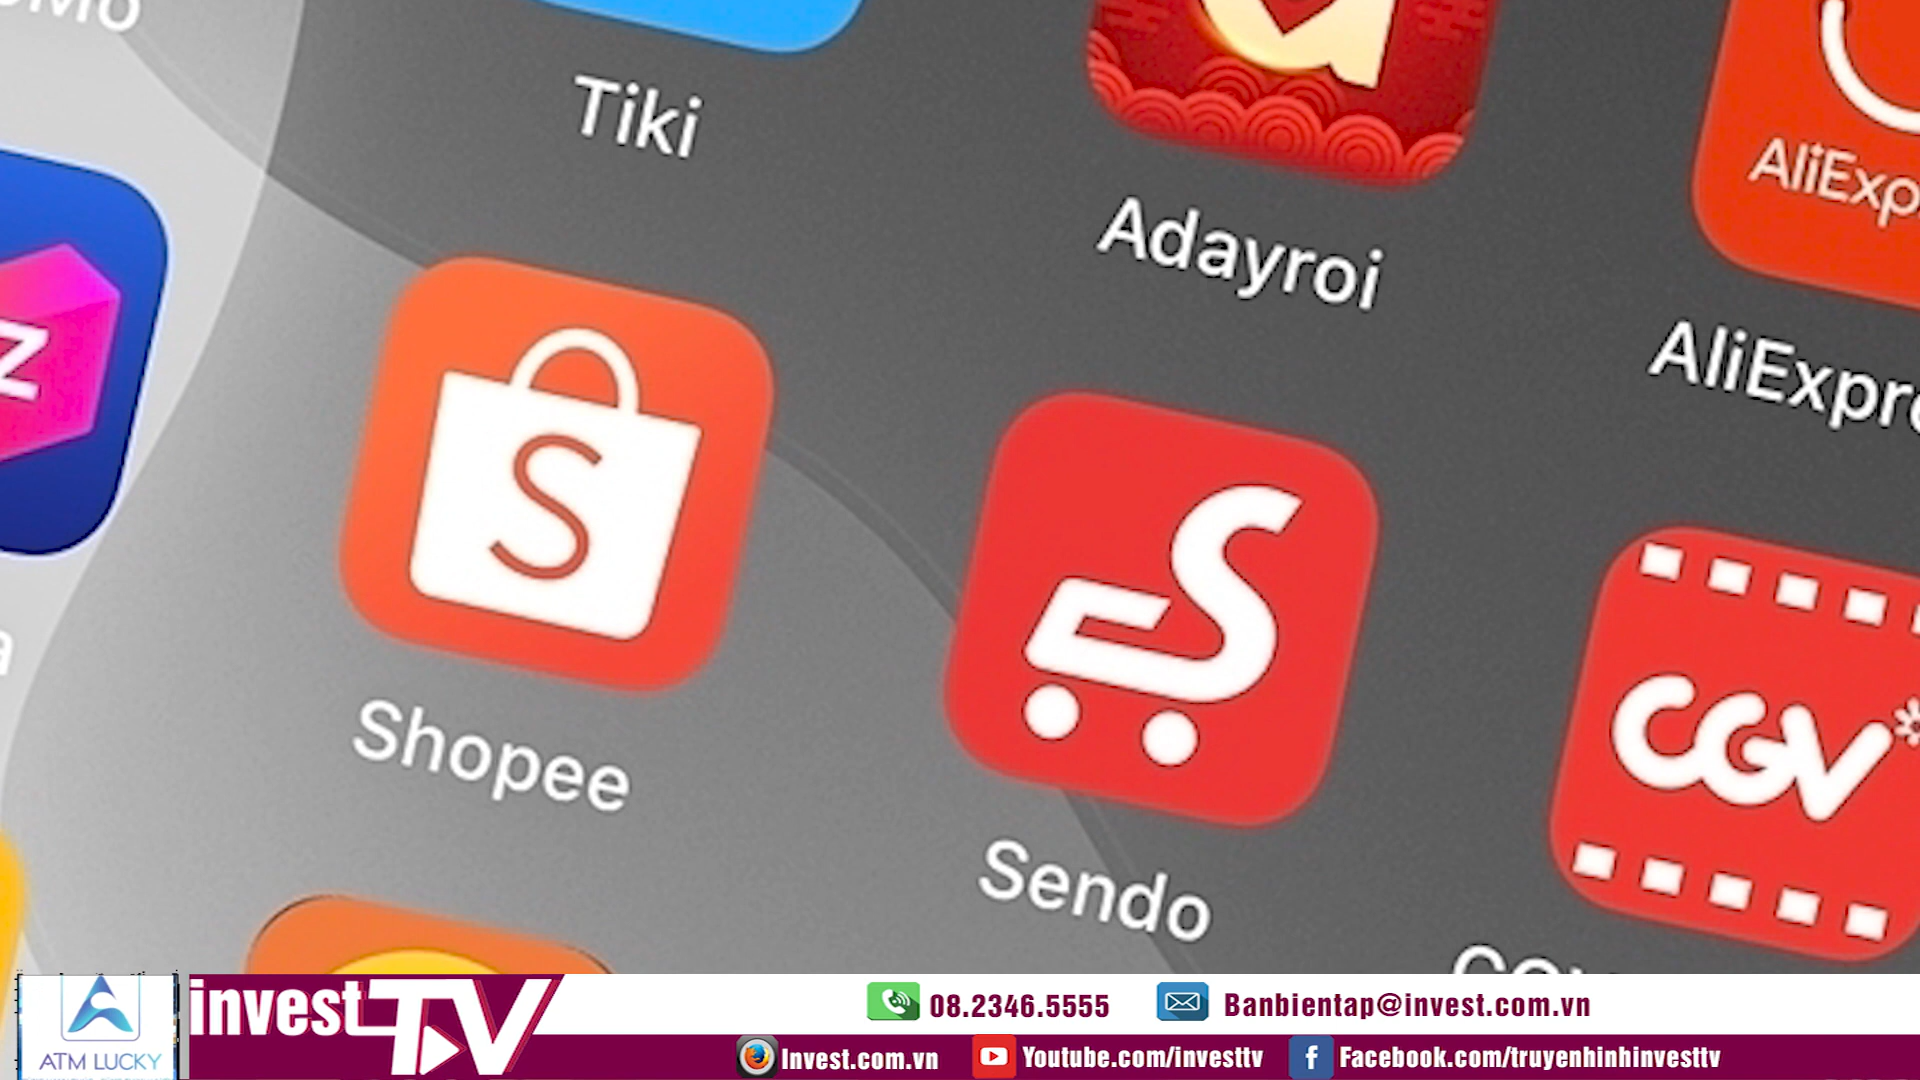 Tiki
Adayroi
AliExp
AliExpre
Z
S
Shopee
Sendo
CGV
a
ATM LUCKY
invest TV
08.2346.5555
Banbientap@invest.com.vn
Invest.com.vn
Youtube.com/investtv
Facebook.com/truyenhinhinvesttv